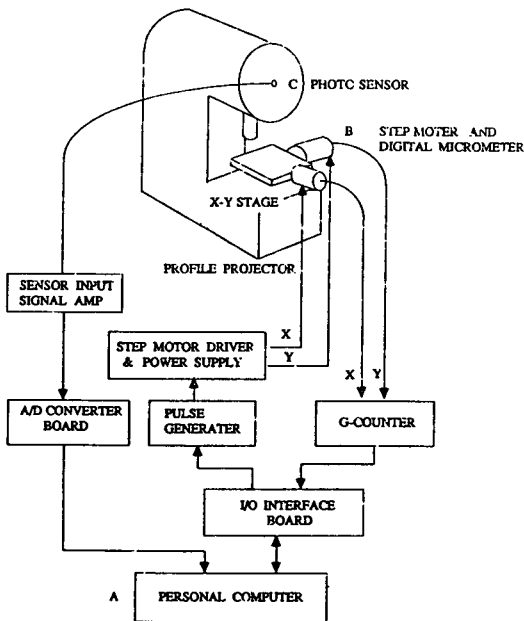 C PHOTC SENSOR
B STEP MOTER AND
DIGITAL MICROMETER
X-Y STAGE
PROFILE PROJECTOR
SENSOR INPUT
SIGNAL AMP
STEP MOTOR DRIVER
& POWER SUPPLY
X
Y
X Y
A/D CONVERTER
BOARD
PULSE
GENERATER
G-COUNTER
I/O INTERFACE
BOARD
A PERSONAL COMPUTER